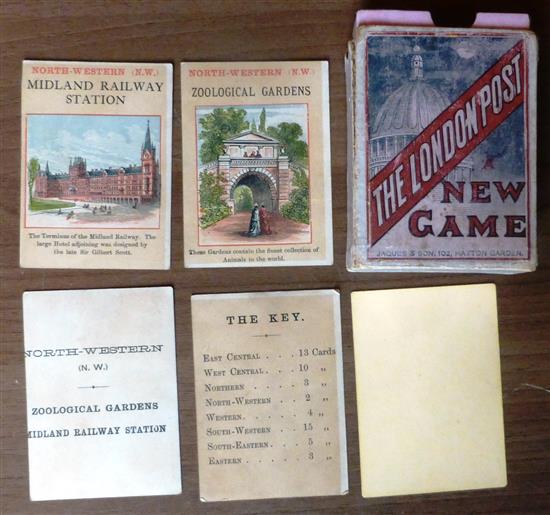 NORTH-WESTERN (N.W.)
MIDLAND RAILWAY
STATION
The Terminus of the Midland Railway. The
large Hotel adjoining was designed by
the late Sir Gilbert Scott.
NORTH-WESTERN (N.W.)
ZOOLOGICAL GARDENS
These Gardens contain the finest collection of
Animals in the world.
THE LONDON POST
A
NEW
GAME
JAQUES & SON, 102, HATTON GARDEN.
NORTH-WESTERN
(N. W.)
ZOOLOGICAL GARDENS
MIDLAND RAILWAY STATION
THE KEY.
EAST CENTRAL . . . 13 Cards
WEST CENTRAL . . . 10 "
NORTHERN . . . . 3 "
NORTH-WESTERN . . 2 "
WESTERN . . . . . 4 "
SOUTH-WESTERN . . 15 "
SOUTH-EASTERN . . 5 "
EASTERN . . . . . 3 "